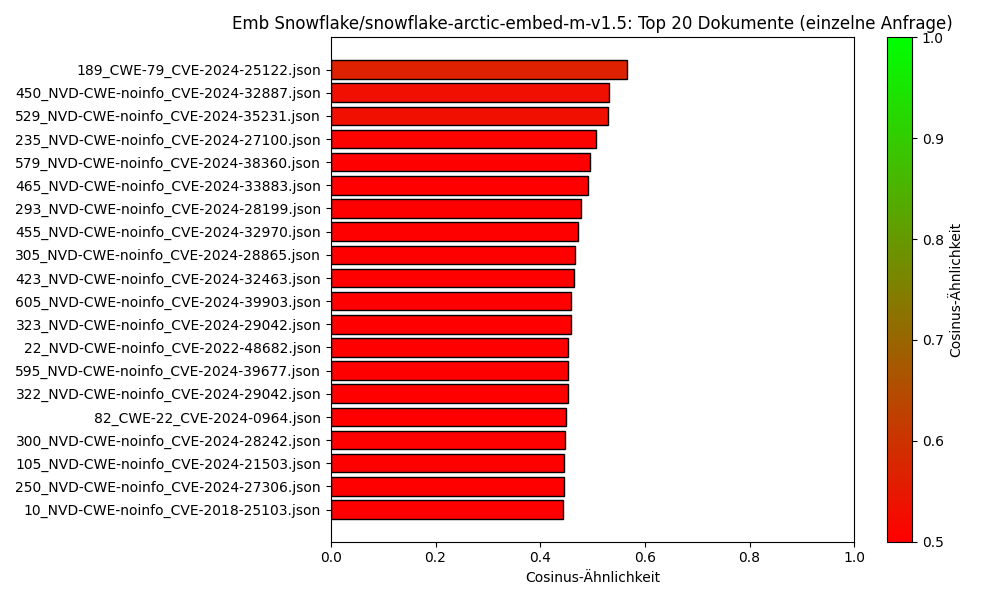 Emb Snowflake/snowflake-arctic-embed-m-v1.5: Top 20 Dokumente (einzelne Anfrage)
189_CWE-79_CVE-2024-25122.json
450_NVD-CWE-noinfo_CVE-2024-32887.json
529_NVD-CWE-noinfo_CVE-2024-35231.json
235_NVD-CWE-noinfo_CVE-2024-27100.json
579_NVD-CWE-noinfo_CVE-2024-38360.json
465_NVD-CWE-noinfo_CVE-2024-33883.json
293_NVD-CWE-noinfo_CVE-2024-28199.json
455_NVD-CWE-noinfo_CVE-2024-32970.json
305_NVD-CWE-noinfo_CVE-2024-28865.json
423_NVD-CWE-noinfo_CVE-2024-32463.json
605_NVD-CWE-noinfo_CVE-2024-39903.json
323_NVD-CWE-noinfo_CVE-2024-29042.json
22_NVD-CWE-noinfo_CVE-2022-48682.json
595_NVD-CWE-noinfo_CVE-2024-39677.json
322_NVD-CWE-noinfo_CVE-2024-29042.json
82_CWE-22_CVE-2024-0964.json
300_NVD-CWE-noinfo_CVE-2024-28242.json
105_NVD-CWE-noinfo_CVE-2024-21503.json
250_NVD-CWE-noinfo_CVE-2024-27306.json
10_NVD-CWE-noinfo_CVE-2018-25103.json
0.0 0.2 0.4 0.6 0.8 1.0
Cosinus-Ähnlichkeit
1.0
0.9
0.8
0.7
0.6
0.5
Cosinus-Ähnlichkeit